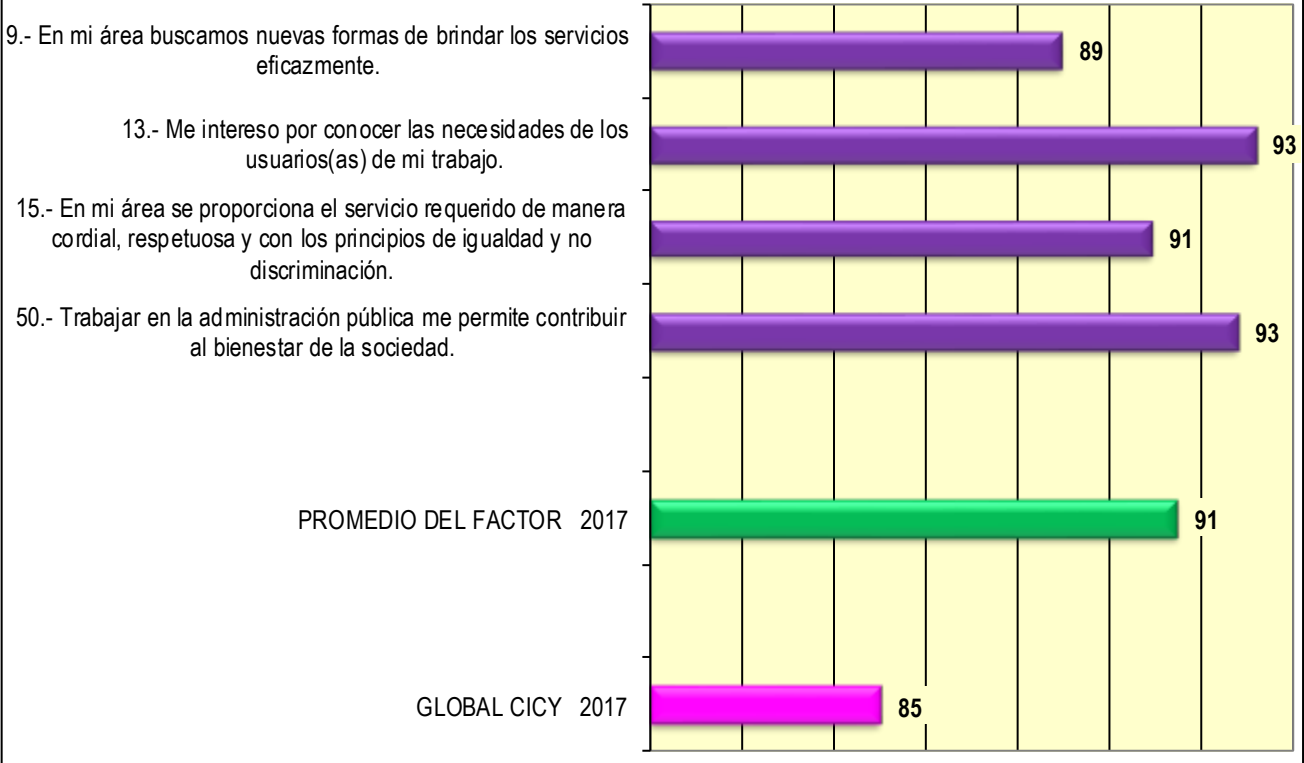 9.- En mi área buscamos nuevas formas de brindar los servicios
eficazmente.
89
13.- Me intereso por conocer las necesidades de los
usuarios(as) de mi trabajo.
93
15.- En mi área se proporciona el servicio requerido de manera
cordial, respetuosa y con los principios de igualdad y no
discriminación.
91
50.- Trabajar en la administración pública me permite contribuir
al bienestar de la sociedad.
93
PROMEDIO DEL FACTOR 2017
91
GLOBAL CICY 2017
85